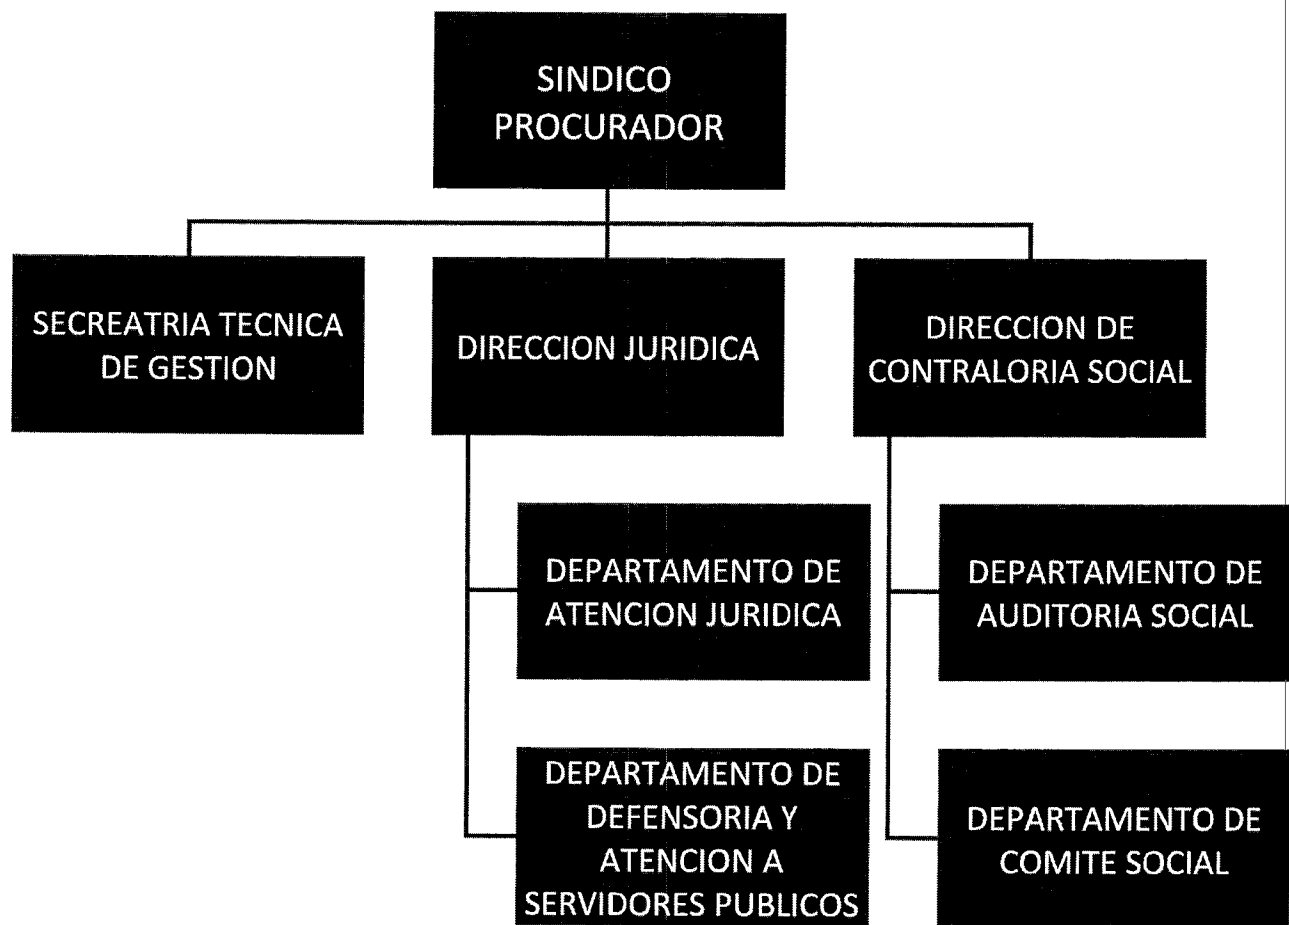 SINDICO
PROCURADOR
SECREATRIA TECNICA
DE GESTION
DIRECCION JURIDICA
DIRECCION DE
CONTRALORIA SOCIAL
DEPARTAMENTO DE
ATENCION JURIDICA
DEPARTAMENTO DE
AUDITORIA SOCIAL
DEPARTAMENTO DE
DEFENSORIA Y
ATENCION A
SERVIDORES PUBLICOS
DEPARTAMENTO DE
COMITE SOCIAL